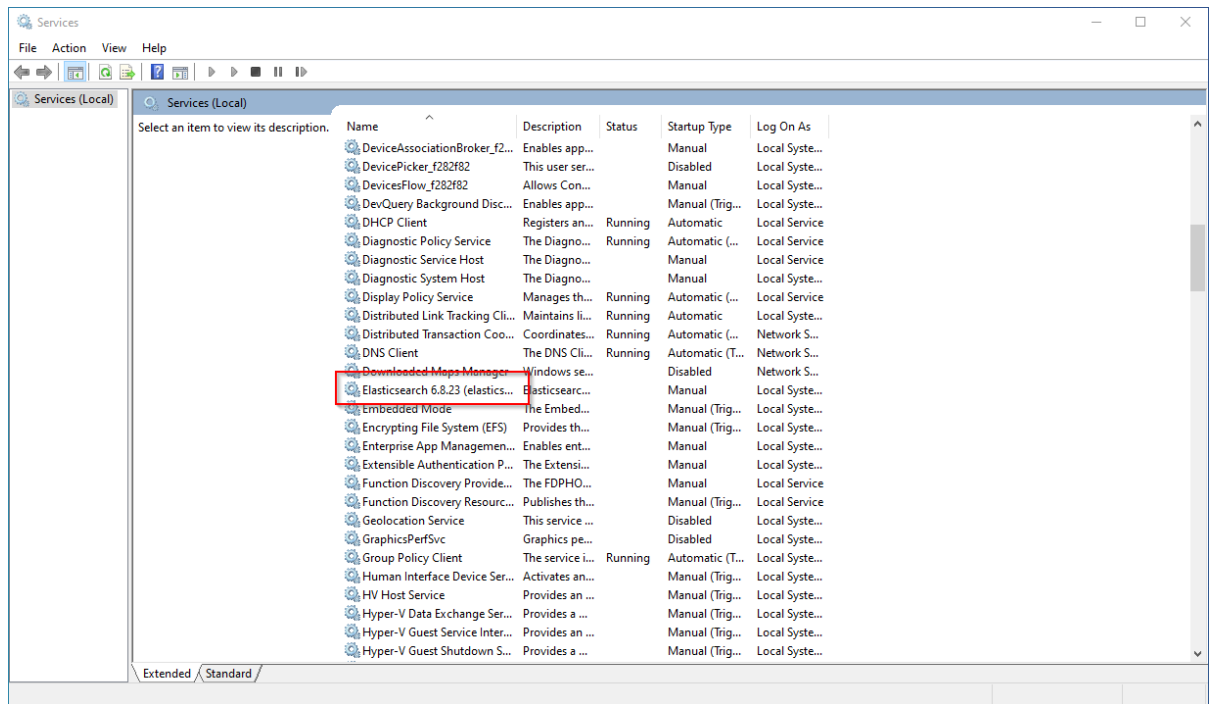 Services
File Action View Help
Services (Local)
Services (Local)
Select an item to view its description.
Name Description Status Startup Type Log On As
DeviceAssociationBroker_f2... Enables app... Manual Local Syste...
DevicePicker_f282f82 This user ser... Disabled Local Syste...
DevicesFlow_f282f82 Allows Con... Manual Local Syste...
DevQuery Background Disc... Enables app... Manual (Trig... Local Syste...
DHCP Client Registers an... Running Automatic Local Service
Diagnostic Policy Service The Diagno... Running Automatic (... Local Service
Diagnostic Service Host The Diagno... Manual Local Service
Diagnostic System Host The Diagno... Manual Local Syste...
Display Policy Service Manages th... Running Automatic (... Local Service
Distributed Link Tracking Cli... Maintains li... Running Automatic Local Syste...
Distributed Transaction Coo... Coordinates... Running Automatic (... Network S...
DNS Client The DNS Cli... Running Automatic (T... Network S...
Downloaded Maps Manager Windows se... Disabled Network S...
Elasticsearch 6.8.23 (elastics... Elasticsearc... Manual Local Syste...
Embedded Mode The Embed... Manual (Trig... Local Syste...
Encrypting File System (EFS) Provides th... Manual (Trig... Local Syste...
Enterprise App Managemen... Enables ent... Manual Local Syste...
Extensible Authentication P... The Extensi... Manual Local Syste...
Function Discovery Provide... The FDPHO... Manual Local Service
Function Discovery Resourc... Publishes th... Manual (Trig... Local Service
Geolocation Service This service ... Disabled Local Syste...
GraphicsPerfSvc Graphics pe... Disabled Local Syste...
Group Policy Client The service i... Running Automatic (T... Local Syste...
Human Interface Device Ser... Activates an... Manual (Trig... Local Syste...
HV Host Service Provides an ... Manual (Trig... Local Syste...
Hyper-V Data Exchange Ser... Provides a ... Manual (Trig... Local Syste...
Hyper-V Guest Service Inter... Provides an ... Manual (Trig... Local Syste...
Hyper-V Guest Shutdown S... Provides a ... Manual (Trig... Local Syste...
Extended Standard